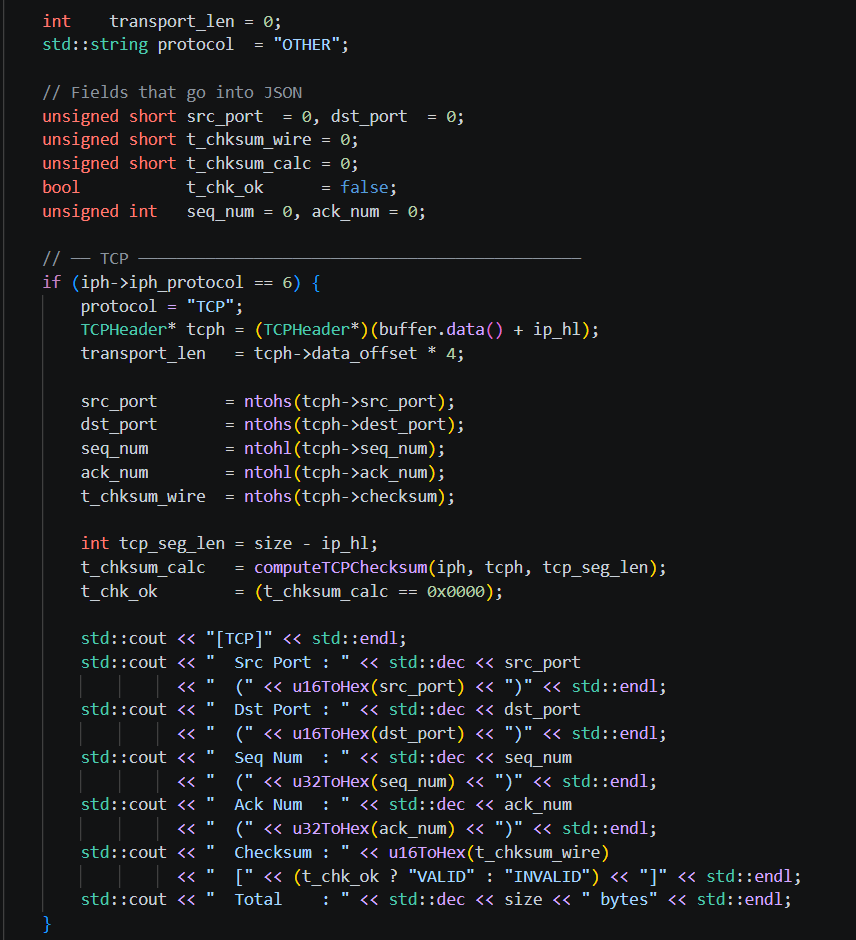 int    transport_len = 0;
std::string protocol  = "OTHER";

// Fields that go into JSON
unsigned short src_port  = 0, dst_port  = 0;
unsigned short t_chksum_wire = 0;
unsigned short t_chksum_calc = 0;
bool           t_chk_ok      = false;
unsigned int   seq_num = 0, ack_num = 0;

// ── TCP ──────────────────────────────────────────────
if (iph->iph_protocol == 6) {
    protocol = "TCP";
    TCPHeader* tcph = (TCPHeader*)(buffer.data() + ip_hl);
    transport_len   = tcph->data_offset * 4;

    src_port       = ntohs(tcph->src_port);
    dst_port       = ntohs(tcph->dest_port);
    seq_num        = ntohl(tcph->seq_num);
    ack_num        = ntohl(tcph->ack_num);
    t_chksum_wire  = ntohs(tcph->checksum);

    int tcp_seg_len = size - ip_hl;
    t_chksum_calc   = computeTCPChecksum(iph, tcph, tcp_seg_len);
    t_chk_ok        = (t_chksum_calc == 0x0000);

    std::cout << "[TCP]" << std::endl;
    std::cout << "  Src Port : " << std::dec << src_port
              << "  (" << u16ToHex(src_port) << ")" << std::endl;
    std::cout << "  Dst Port : " << std::dec << dst_port
              << "  (" << u16ToHex(dst_port) << ")" << std::endl;
    std::cout << "  Seq Num  : " << std::dec << seq_num
              << "  (" << u32ToHex(seq_num) << ")" << std::endl;
    std::cout << "  Ack Num  : " << std::dec << ack_num
              << "  (" << u32ToHex(ack_num) << ")" << std::endl;
    std::cout << "  Checksum : " << u16ToHex(t_chksum_wire)
              << "  [" << (t_chk_ok ? "VALID" : "INVALID") << "]" << std::endl;
    std::cout << "  Total    : " << std::dec << size << " bytes" << std::endl;
}